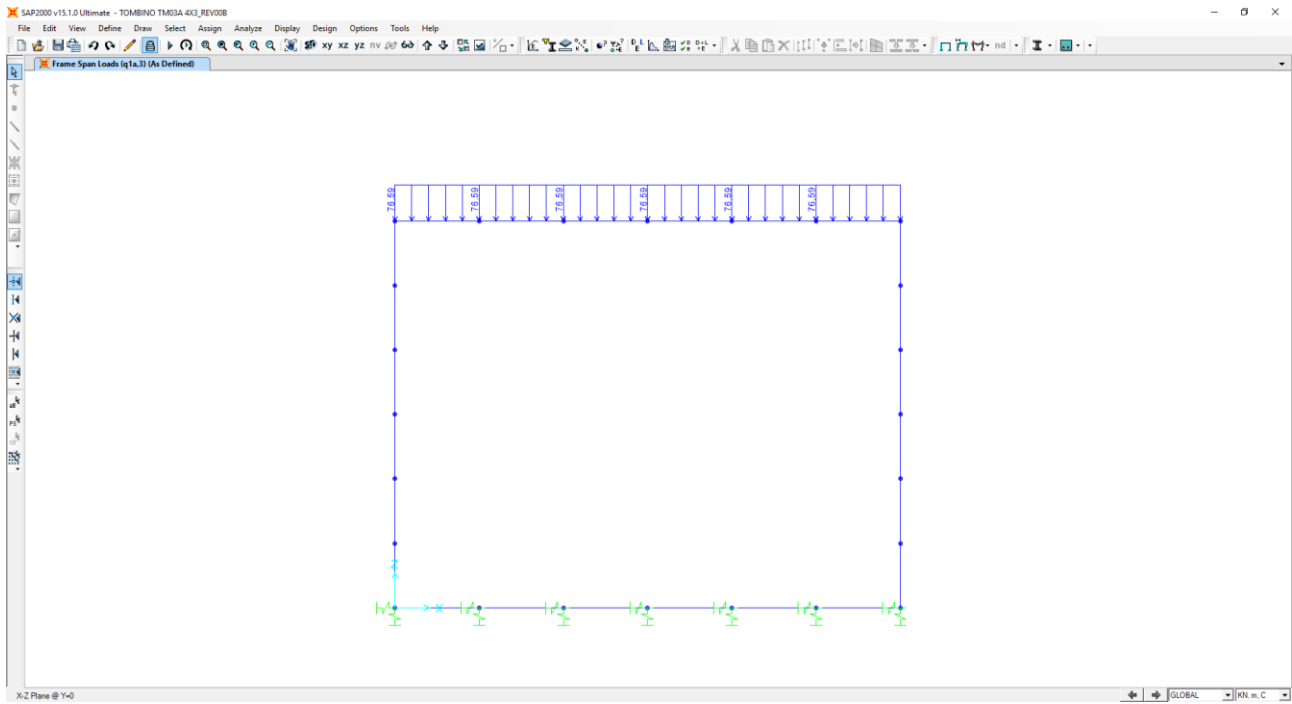 SAP2000 v15.1.0 Ultimate - TOMBINO TM03A 4X3_REV00B
File Edit View Define Draw Select Assign Analyze Display Design Options Tools Help
xy xz yz nv nd
Frame Span Loads (q1a,3) (As Defined)
76.59 76.59 76.59 76.59 76.59 76.59
Z
X
X-Z Plane @ Y=0
GLOBAL KN, m, C